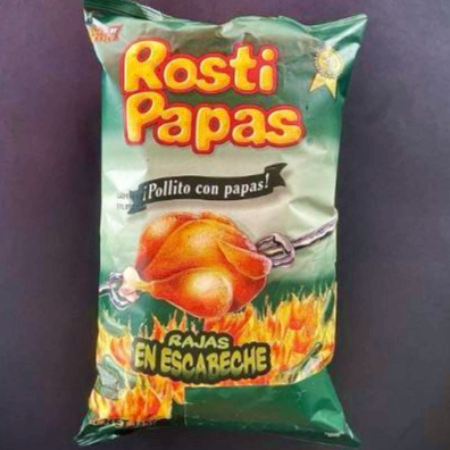 Rosti
Papas
¡Pollito con papas!
RAJAS
EN ESCABECHE